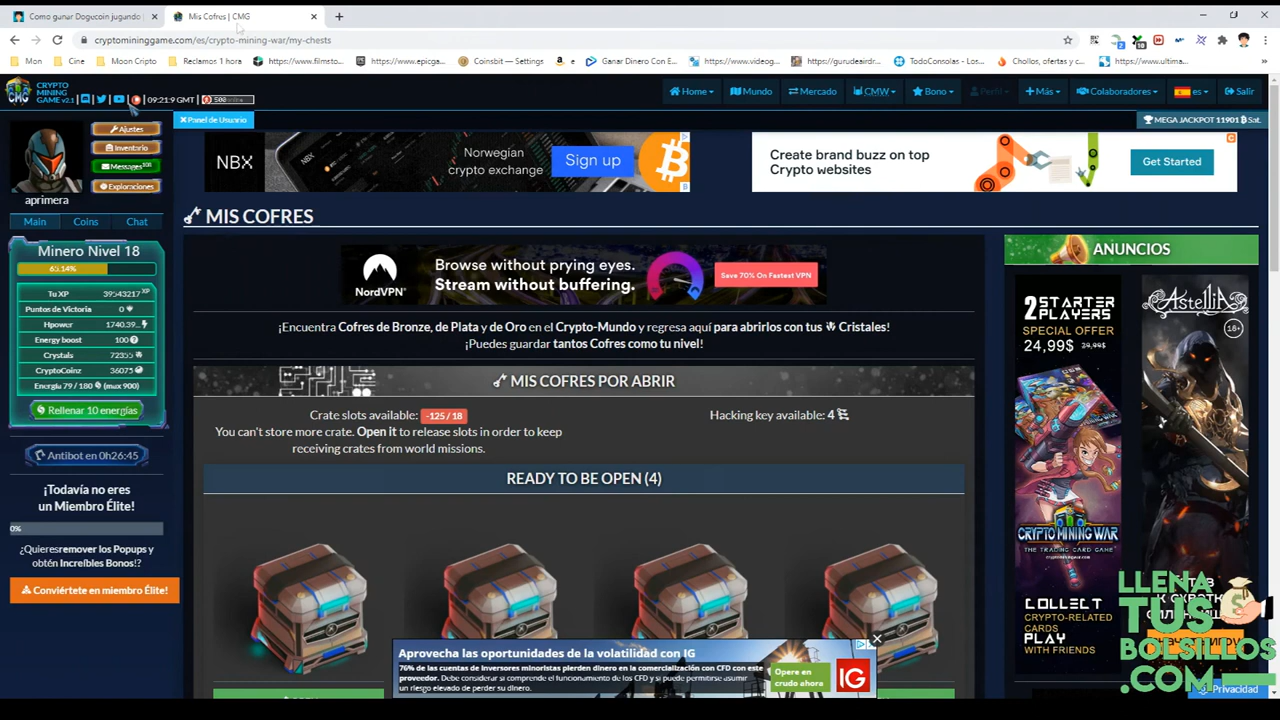 Como ganar Dogecoin jugando
Mis Cofres | CMG
cryptomininggame.com/es/crypto-mining-war/my-chests
Mon
Cine
Moon Cripto
Reclamos 1 hora
https://www.filmsto...
https://www.epicga...
Coinsbit — Settings
e
Ganar Dinero Con E...
https://www.videog...
https://gurudeairdr...
TodoConsolas - Lo...
Chollos, ofertas y c...
https://www.ultima...
CRYPTO
MINING
GAME v2.1
09:21:9 GMT
Home
Mundo
Mercado
CMW
Bono
Perfil
Más
Colaboradores
es
Salir
Panel de Usuario
MEGA JACKPOT 11901 Sat.
Ajustes
Inventario
Messages
Exploraciones
aprimera
Main
Coins
Chat
Minero Nivel 18
65.14%
Tu XP 39543217 XP
Puntos de Victoria 0
Hpower 1740.39...
Energy boost 100
Crystals 72355
CryptoCoinz 36075
Energía 79 / 180 (max 900)
Rellenar 10 energías
Antibot en 0h26:45
¡Todavía no eres
un Miembro Élite!
0%
¿Quieres remover los Popups y
obtén Increíbles Bonos!?
Conviértete en miembro Élite!
NBX
Norwegian
crypto exchange
Sign up
Create brand buzz on top
Crypto websites
Get Started
MIS COFRES
NordVPN
Browse without prying eyes.
Stream without buffering.
Save 70% On Fastest VPN
¡Encuentra Cofres de Bronze, de Plata y de Oro en el Crypto-Mundo y regresa aquí para abrirlos con tus Cristales!
¡Puedes guardar tantos Cofres como tu nivel!
MIS COFRES POR ABRIR
Crate slots available: -125 / 18
You can't store more crate. Open it to release slots in order to keep
receiving crates from world missions.
Hacking key available: 4
READY TO BE OPEN (4)
Aprovecha las oportunidades de la volatilidad con IG
76% de las cuentas de inversores minoristas pierden dinero en la comercialización con CFD con este
proveedor. Debe considerar si comprende el funcionamiento de los CFD y si puede permitirse asumir
un riesgo elevado de perder su dinero.
Opere en
crudo ahora
IG
ANUNCIOS
2 STARTER
PLAYERS
SPECIAL OFFER
24,99$ 29,99$
CRYPTO MINING WAR
THE TRADING CARD GAME
COLLECT
CRYPTO-RELATED
CARDS
PLAY
WITH FRIENDS
Astellia
18+
LLENA
TUS
BOLSILLOS
.COM
Privacidad